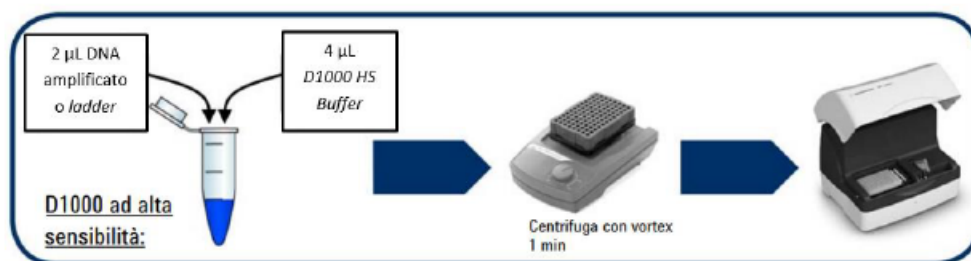 2 µL DNA
amplificato
o ladder
4 µL
D1000 HS
Buffer
D1000 ad alta
sensibilità:
Centrifuga con vortex
1 min